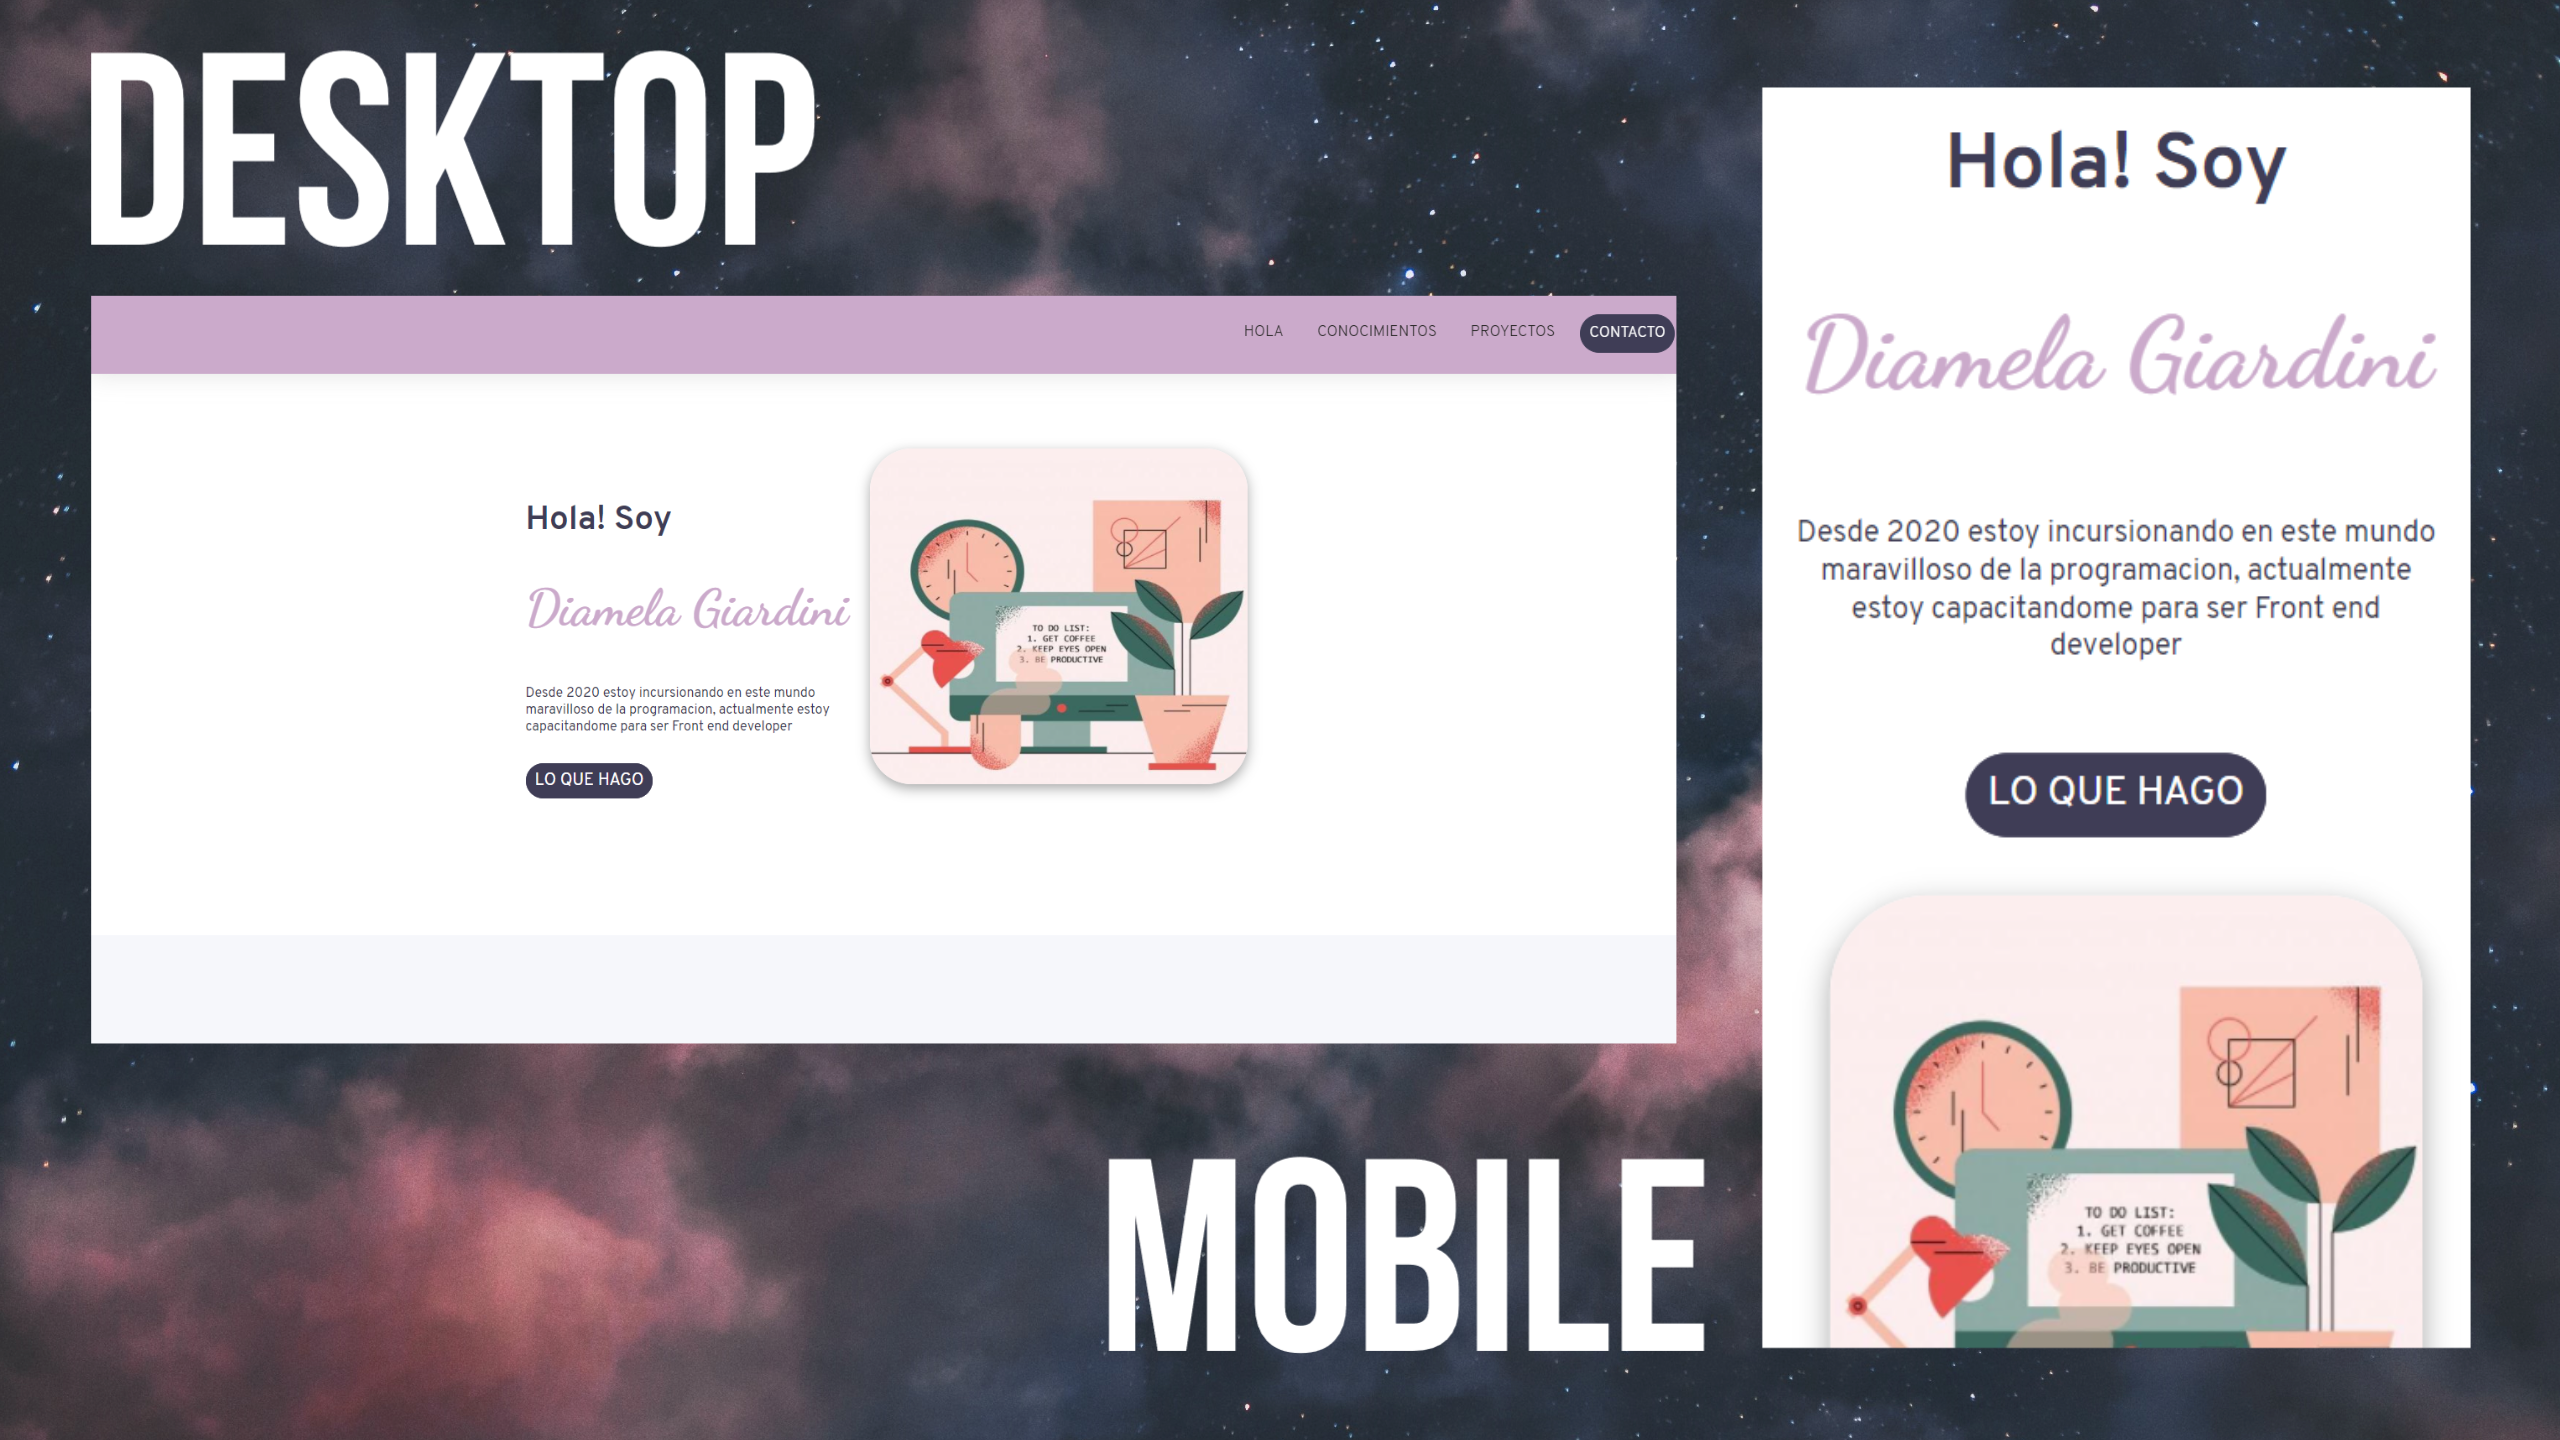 DESKTOP
HOLA CONOCIMIENTOS PROYECTOS CONTACTO
Hola! Soy
Diamela Giardini
Desde 2020 estoy incursionando en este mundo
maravilloso de la programacion, actualmente estoy
capacitandome para ser Front end developer
LO QUE HAGO
TO DO LIST:
1. GET COFFEE
2. KEEP EYES OPEN
3. BE PRODUCTIVE
MOBILE
Hola! Soy
Diamela Giardini
Desde 2020 estoy incursionando en este mundo
maravilloso de la programacion, actualmente
estoy capacitandome para ser Front end
developer
LO QUE HAGO
TO DO LIST:
1. GET COFFEE
2. KEEP EYES OPEN
3. BE PRODUCTIVE